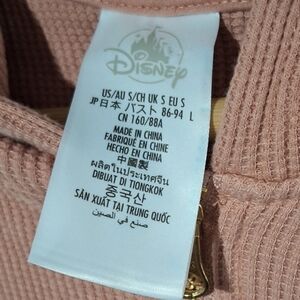 Disney
US/AU S/CH UK S EU S
JP 日本 バスト 86-94 L
CN 160/88A
MADE IN CHINA
FABRIQUÉ EN CHINE
HECHO EN CHINA
中國製
ผลิตในประเทศจีน
DIBUAT DI TIONGKOK
중국산
SẢN XUẤT TẠI TRUNG QUỐC
صنع في الصين